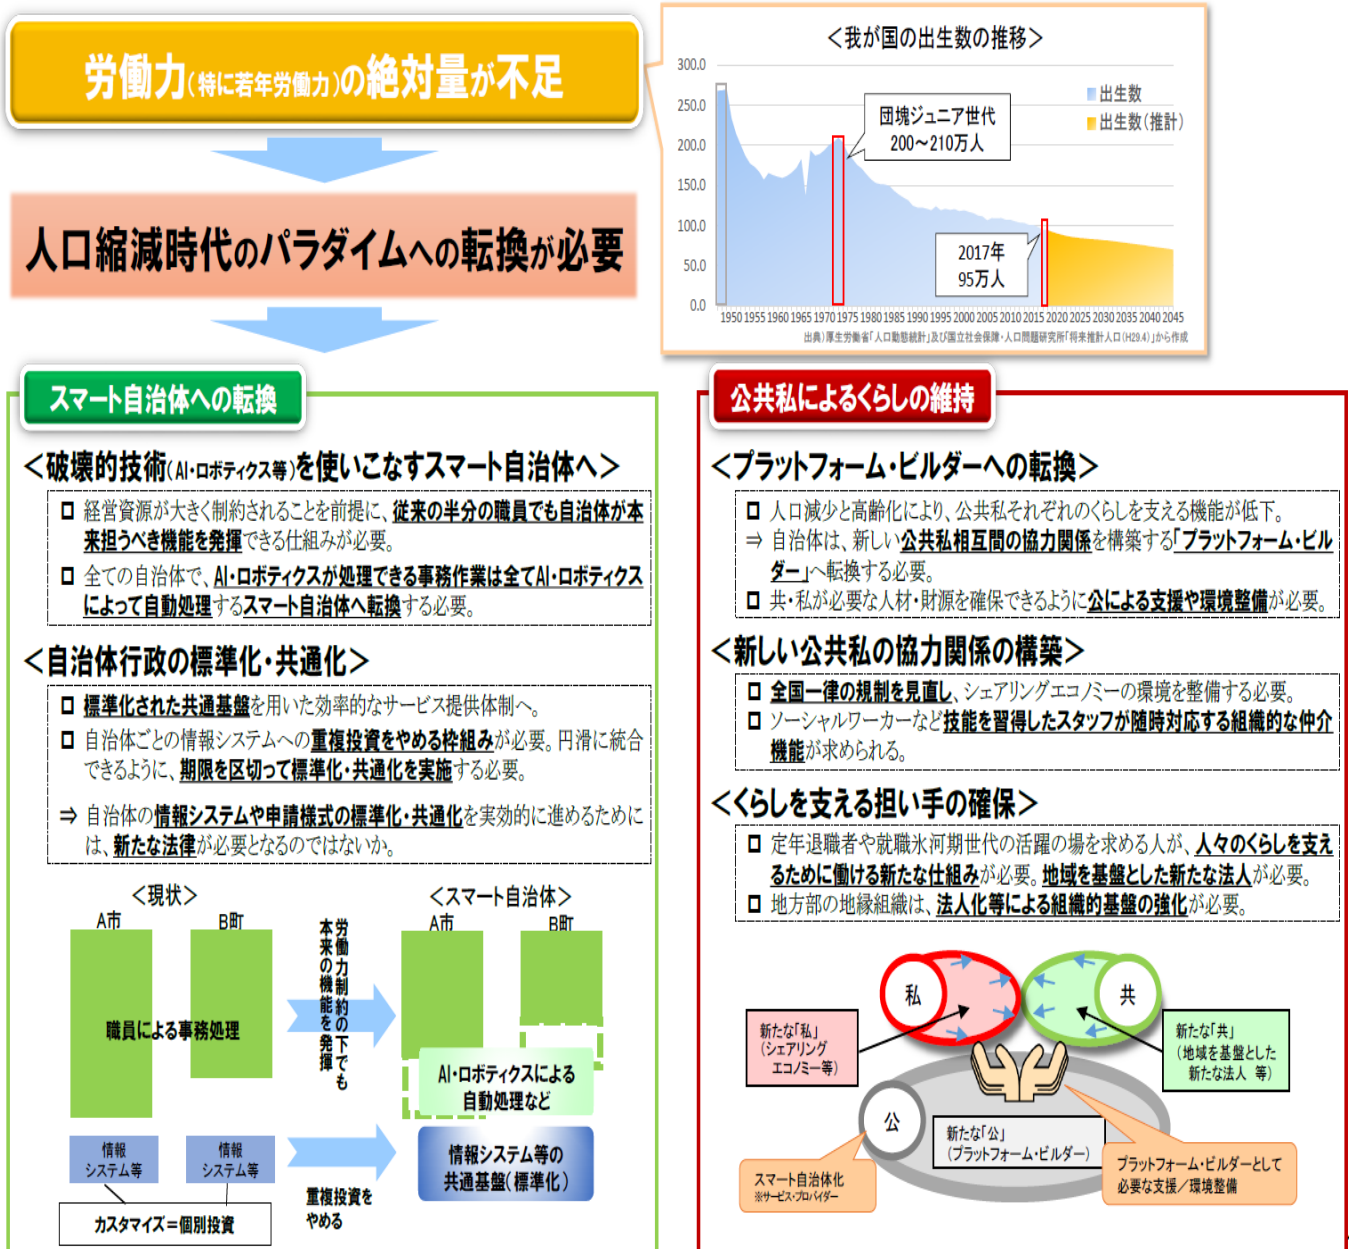 労働力(特に若年労働力)の絶対量が不足
人口縮減時代のパラダイムへの転換が必要
＜我が国の出生数の推移＞
300.0
250.0
200.0
150.0
100.0
50.0
0.0
出生数
出生数(推計)
団塊ジュニア世代
200～210万人
2017年
95万人
1950 1955 1960 1965 1970 1975 1980 1985 1990 1995 2000 2005 2010 2015 2020 2025 2030 2035 2040 2045
出典)厚生労働省「人口動態統計」及び国立社会保障・人口問題研究所「将来推計人口(H29.4)」から作成
スマート自治体への転換
＜破壊的技術(AI・ロボティクス等)を使いこなすスマート自治体へ＞
経営資源が大きく制約されることを前提に、従来の半分の職員でも自治体が本
来担うべき機能を発揮できる仕組みが必要。
全ての自治体で、AI・ロボティクスが処理できる事務作業は全てAI・ロボティクス
によって自動処理するスマート自治体へ転換する必要。
＜自治体行政の標準化・共通化＞
標準化された共通基盤を用いた効率的なサービス提供体制へ。
自治体ごとの情報システムへの重複投資をやめる枠組みが必要。円滑に統合
できるように、期限を区切って標準化・共通化を実施する必要。
⇒ 自治体の情報システムや申請様式の標準化・共通化を実効的に進めるために
は、新たな法律が必要となるのではないか。
＜現状＞
A市
B町
職員による事務処理
情報
システム等
情報
システム等
カスタマイズ＝個別投資
労働力制約の下でも
本来の機能を発揮
重複投資を
やめる
＜スマート自治体＞
A市
B町
AI・ロボティクスによる
自動処理など
情報システム等の
共通基盤(標準化)
公共私によるくらしの維持
＜プラットフォーム・ビルダーへの転換＞
人口減少と高齢化により、公共私それぞれのくらしを支える機能が低下。
⇒ 自治体は、新しい公共私相互間の協力関係を構築する「プラットフォーム・ビル
ダー」へ転換する必要。
共・私が必要な人材・財源を確保できるように公による支援や環境整備が必要。
＜新しい公共私の協力関係の構築＞
全国一律の規制を見直し、シェアリングエコノミーの環境を整備する必要。
ソーシャルワーカーなど技能を習得したスタッフが随時対応する組織的な仲介
機能が求められる。
＜くらしを支える担い手の確保＞
定年退職者や就職氷河期世代の活躍の場を求める人が、人々のくらしを支え
るために働ける新たな仕組みが必要。地域を基盤とした新たな法人が必要。
地方部の地縁組織は、法人化等による組織的基盤の強化が必要。
私
共
新たな「私」
(シェアリング
エコノミー等)
新たな「共」
(地域を基盤とした
新たな法人 等)
公
新たな「公」
(プラットフォーム・ビルダー)
スマート自治体化
※サービス・プロバイダー
プラットフォーム・ビルダーとして
必要な支援／環境整備